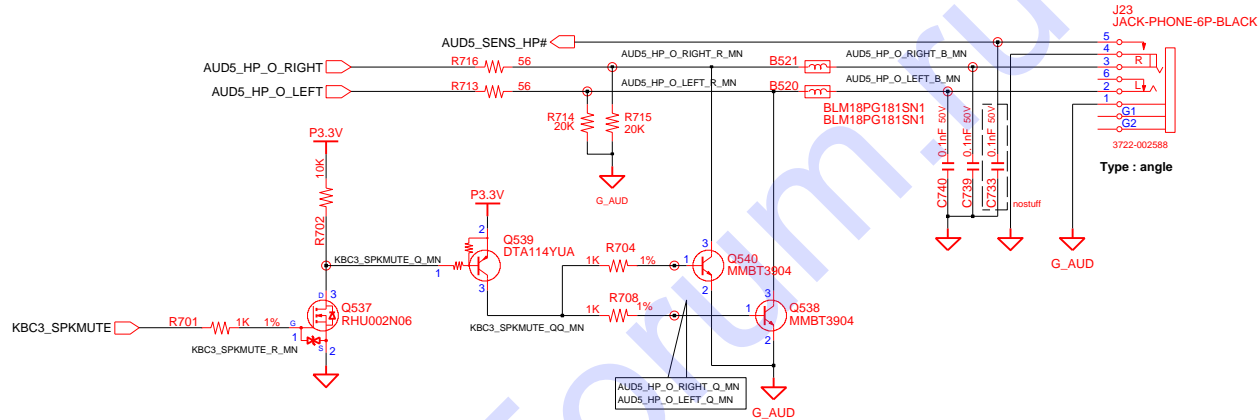 J23
JACK-PHONE-6P-BLACK
AUD5_SENS_HP#
5
AUD5_HP_O_RIGHT_R_MN
AUD5_HP_O_RIGHT_B_MN
4
AUD5_HP_O_RIGHT
R716
56
B521
3
R
AUD5_HP_O_LEFT_R_MN
AUD5_HP_O_LEFT_B_MN
6
AUD5_HP_O_LEFT
R713
56
B520
2
L
BLM18PG181SN1
BLM18PG181SN1
1
G1
G2
R714
20K
R715
20K
0.1nF 50V
0.1nF 50V
0.1nF 50V
C740
C739
C733
nostuff
3722-002588
Type : angle
P3.3V
10K
R702
G_AUD
P3.3V
2
Q539
DTA114YUA
KBC3_SPKMUTE_Q_MN
1
3
R704
1K
1%
1
3
Q540
MMBT3904
2
G_AUD
KBC3_SPKMUTE
R701
1K
1%
G
1
D
3
S
2
Q537
RHU002N06
KBC3_SPKMUTE_R_MN
KBC3_SPKMUTE_QQ_MN
R708
1K
1%
1
3
Q538
MMBT3904
2
AUD5_HP_O_RIGHT_Q_MN
AUD5_HP_O_LEFT_Q_MN
G_AUD
orum.